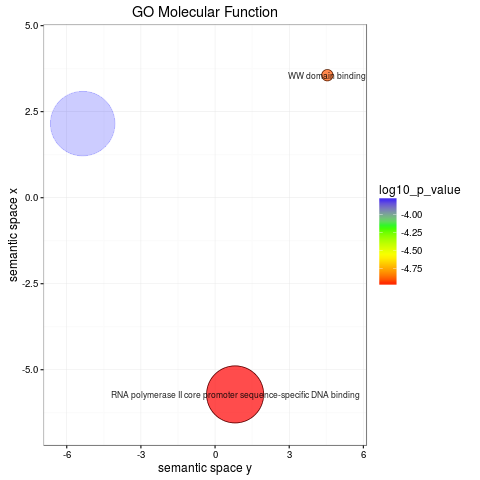 GO Molecular Function
5.0
2.5
0.0
-2.5
-5.0
semantic space x
WW domain binding
RNA polymerase II core promoter sequence-specific DNA binding
-6
-3
0
3
6
semantic space y
log10_p_value
-4.00
-4.25
-4.50
-4.75